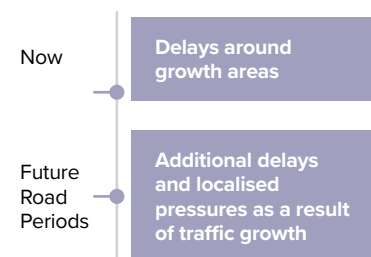 Now
Delays around
growth areas
Future
Road
Periods
Additional delays
and localised
pressures as a result
of traffic growth